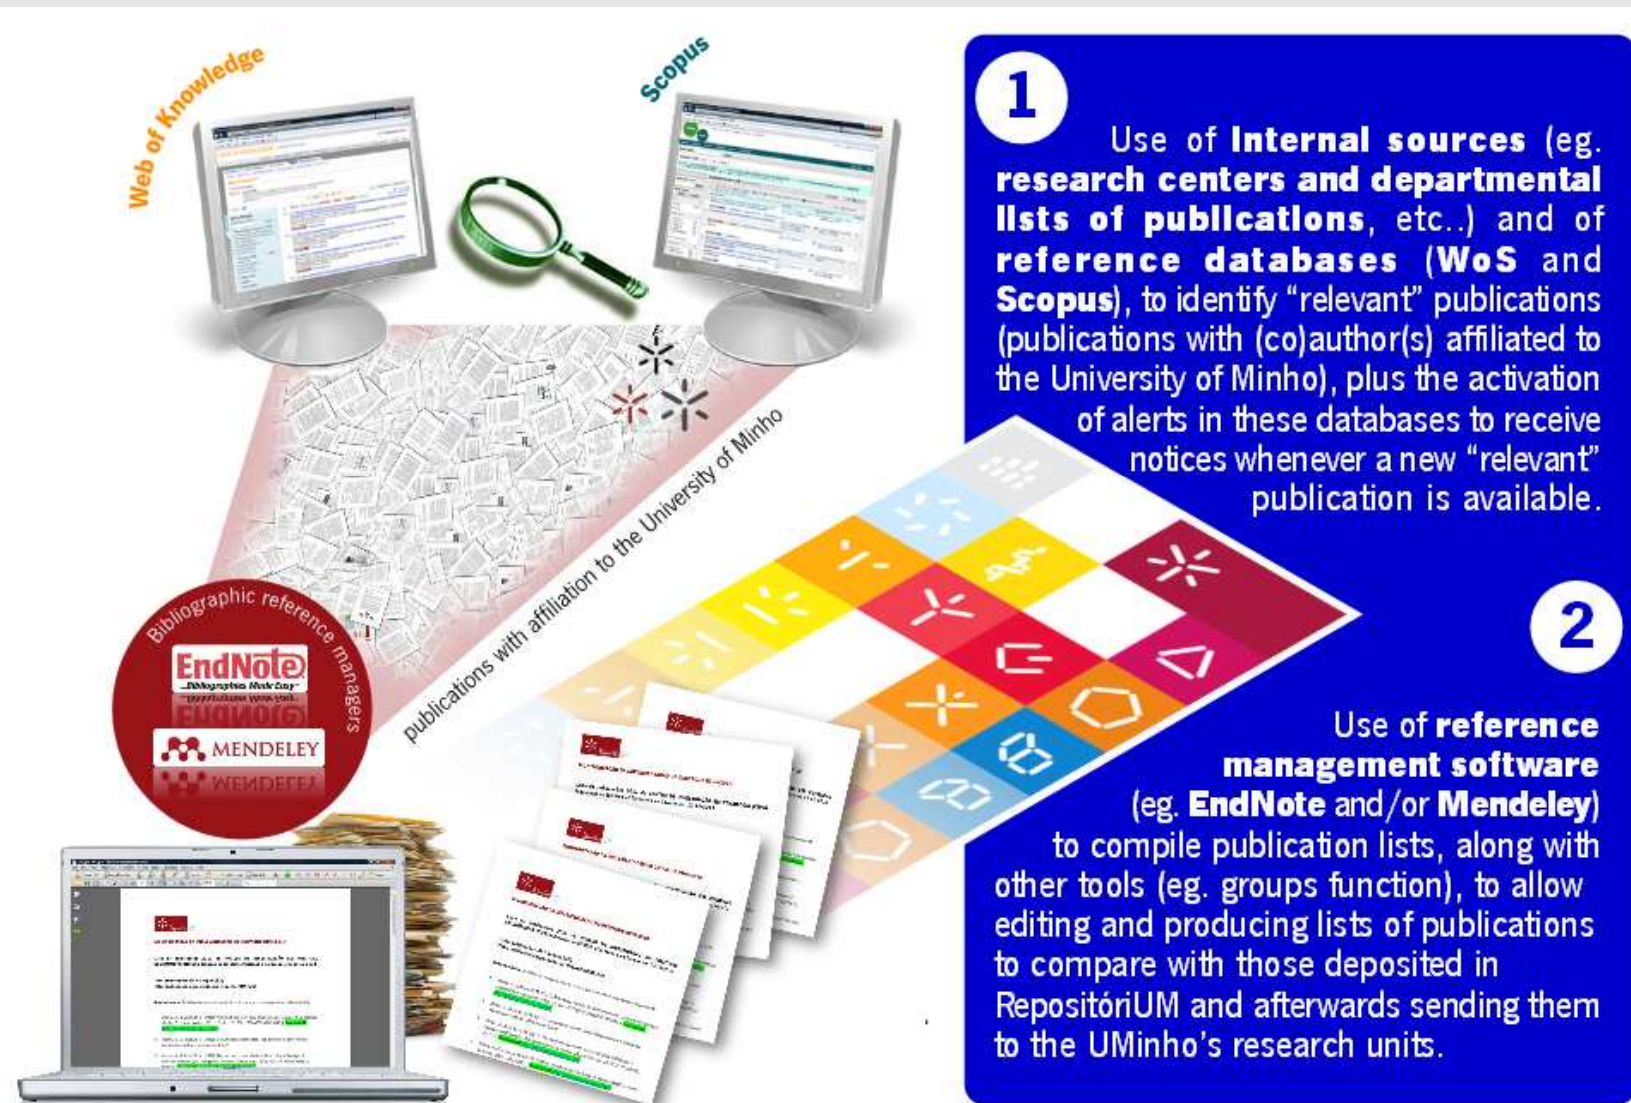 Web of Knowledge
Scopus
publications with affiliation to the University of Minho
Bibliographic reference managers
EndNote
Bibliographies Made Easy
MENDELEY
1
Use of Internal sources (eg.
research centers and departmental
lists of publications, etc..) and of
reference databases (WoS and
Scopus), to identify “relevant” publications
(publications with (co)author(s) affiliated to
the University of Minho), plus the activation
of alerts in these databases to receive
notices whenever a new “relevant”
publication is available.
2
Use of reference
management software
(eg. EndNote and/or Mendeley)
to compile publication lists, along with
other tools (eg. groups function), to allow
editing and producing lists of publications
to compare with those deposited in
RepositóriUM and afterwards sending them
to the UMinho’s research units.